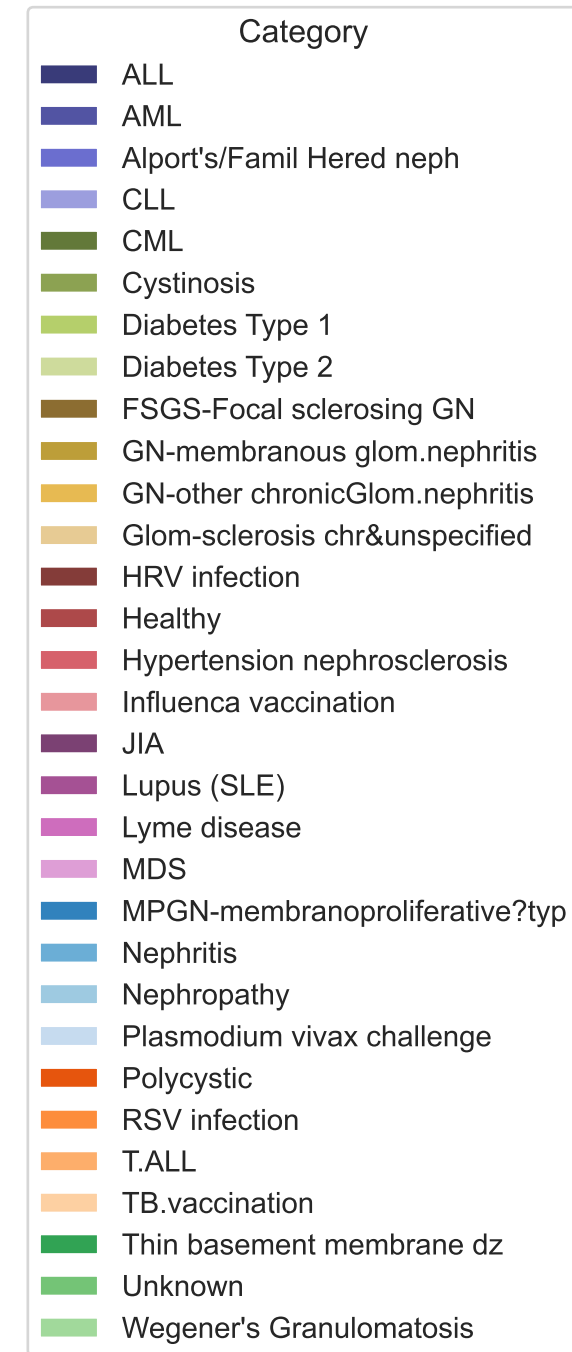 Category
ALL
AML
Alport's/Famil Hered neph
CLL
CML
Cystinosis
Diabetes Type 1
Diabetes Type 2
FSGS-Focal sclerosing GN
GN-membranous glom.nephritis
GN-other chronicGlom.nephritis
Glom-sclerosis chr&unspecified
HRV infection
Healthy
Hypertension nephrosclerosis
Influenca vaccination
JIA
Lupus (SLE)
Lyme disease
MDS
MPGN-membranoproliferative?typ
Nephritis
Nephropathy
Plasmodium vivax challenge
Polycystic
RSV infection
T.ALL
TB.vaccination
Thin basement membrane dz
Unknown
Wegener's Granulomatosis